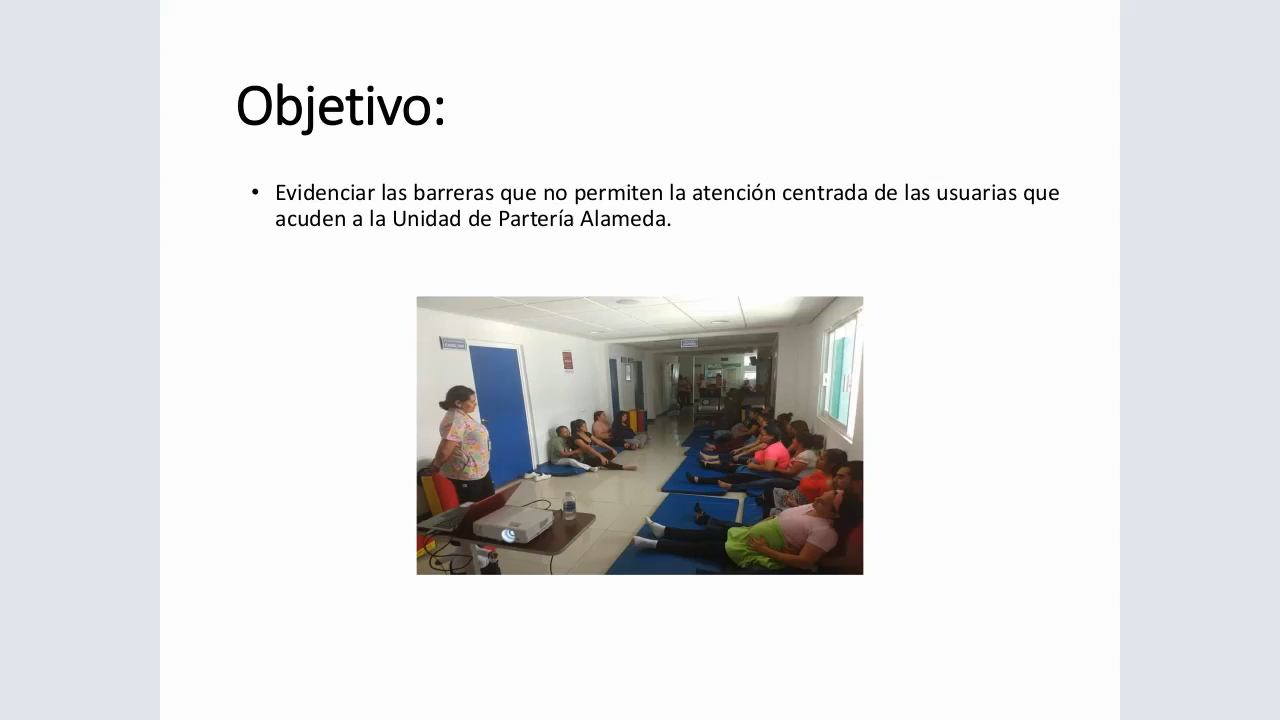 Objetivo:
• Evidenciar las barreras que no permiten la atención centrada de las usuarias que
acuden a la Unidad de Partería Alameda.